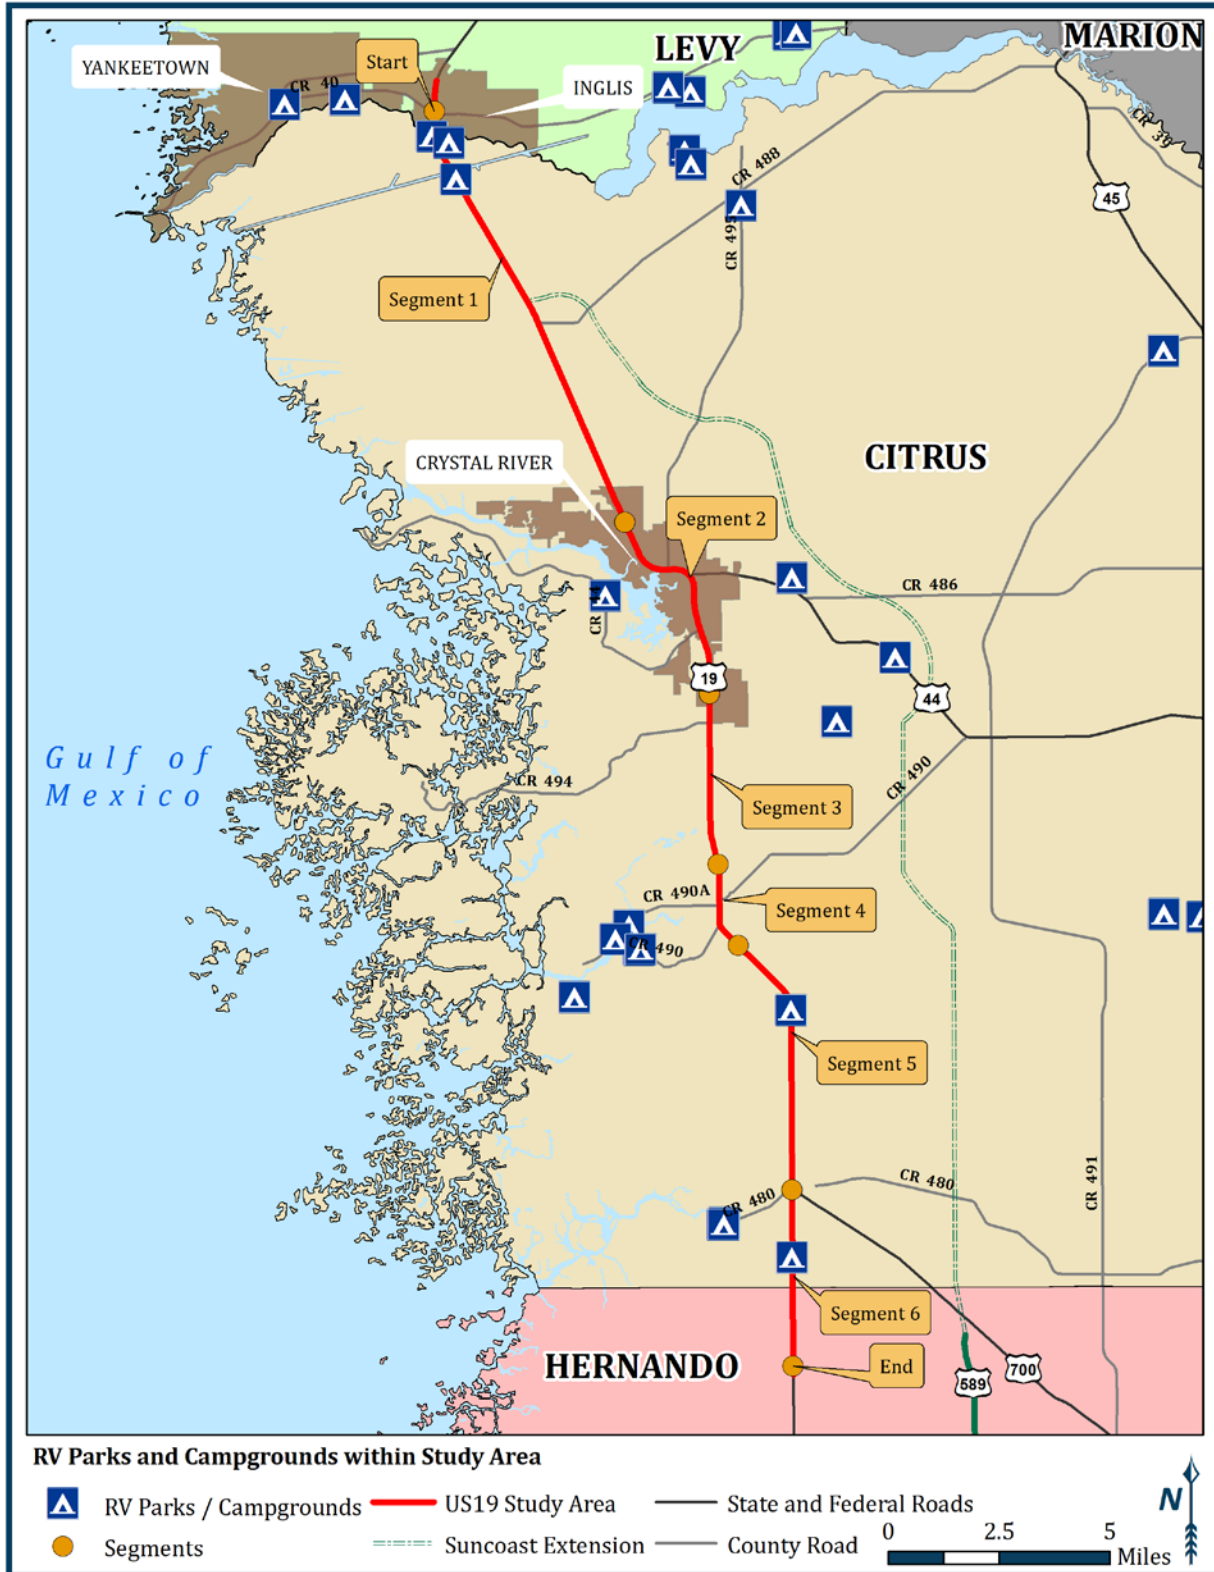 MARION
LEVY
YANKEETOWN
Start
CR 40
INGLIS
CR 39
CR 488
45
CR 495
Segment 1
CITRUS
CRYSTAL RIVER
Segment 2
CR 486
CR 44
19
44
Gulf of
Mexico
CR 494
CR 490
Segment 3
CR 490A
Segment 4
CR 490
Segment 5
CR 480
CR 480
CR 491
Segment 6
HERNANDO
End
589
700
RV Parks and Campgrounds within Study Area
RV Parks / Campgrounds
US19 Study Area
State and Federal Roads
N
Segments
Suncoast Extension
County Road
0 2.5 5
Miles